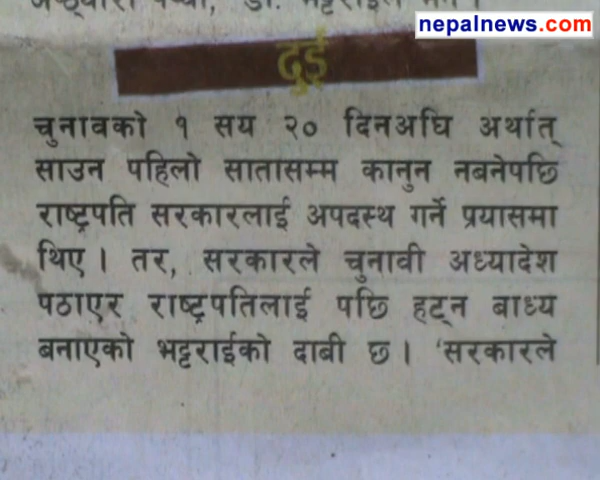 nepalnews.com
दुई
चुनावको १ सय २० दिनअघि अर्थात्
साउन पहिलो सातासम्म कानुन नबनेपछि
राष्ट्रपति सरकारलाई अपदस्थ गर्ने प्रयासमा
थिए। तर, सरकारले चुनावी अध्यादेश
पठाएर राष्ट्रपतिलाई पछि हट्न बाध्य
बनाएको भट्टराईको दाबी छ। 'सरकारले